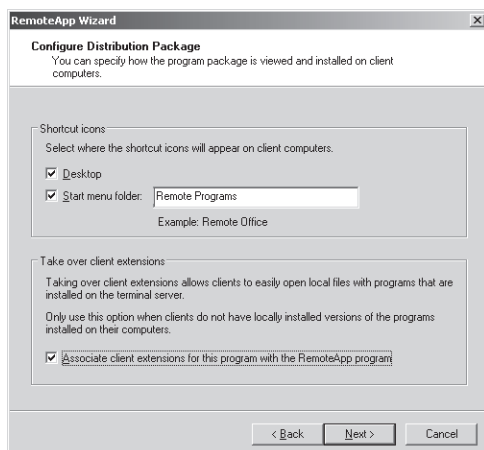 RemoteApp Wizard
Configure Distribution Package
You can specify how the program package is viewed and installed on client
computers.
Shortcut icons
Select where the shortcut icons will appear on client computers.
Desktop
Start menu folder: Remote Programs
Example: Remote Office
Take over client extensions
Taking over client extensions allows clients to easily open local files with programs that are
installed on the terminal server.
Only use this option when clients do not have locally installed versions of the programs
installed on their computers.
Associate client extensions for this program with the RemoteApp program
< Back Next > Cancel